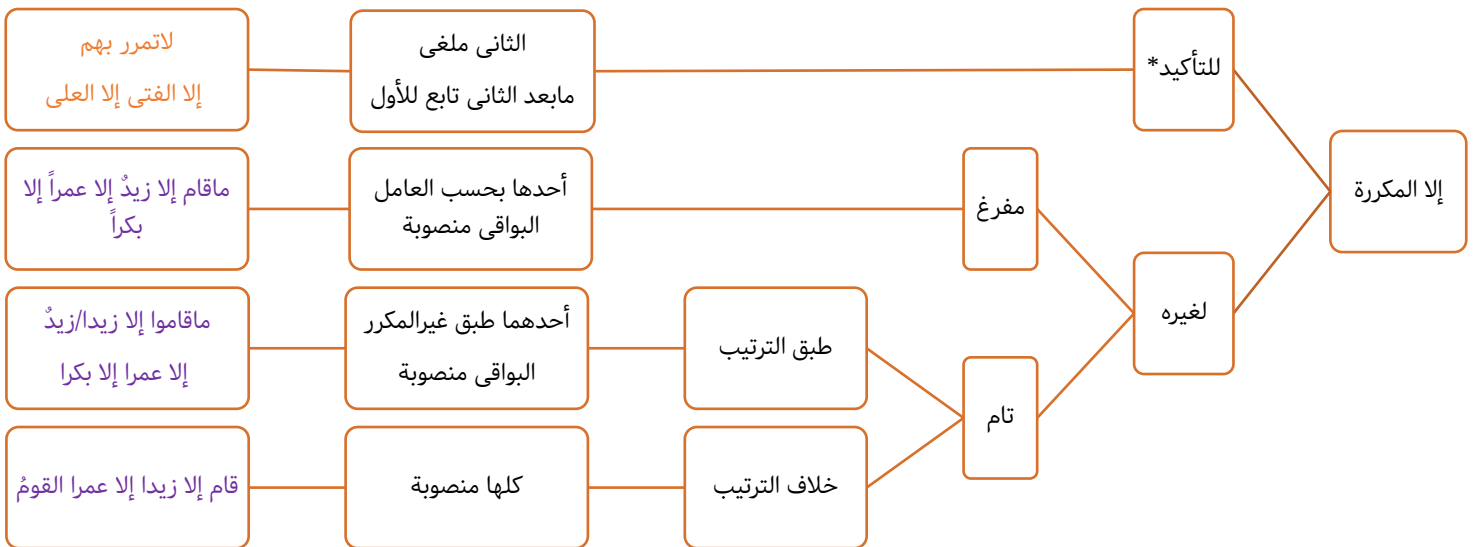 إلا المكررة
للتأكيد*
الثانى ملغى
مابعد الثانى تابع للأول
لاتمرر بهم
إلا الفتى إلا العلى
لغيره
مفرغ
أحدها بحسب العامل
البواقى منصوبة
ماقام إلا زيدٌ إلا عمراً إلا
بكراً
تام
طبق الترتيب
أحدهما طبق غيرالمكرر
البواقى منصوبة
ماقاموا إلا زيدا/زيدٌ
إلا عمرا إلا بكرا
خلاف الترتيب
كلها منصوبة
قام إلا زيدا إلا عمرا القومُ